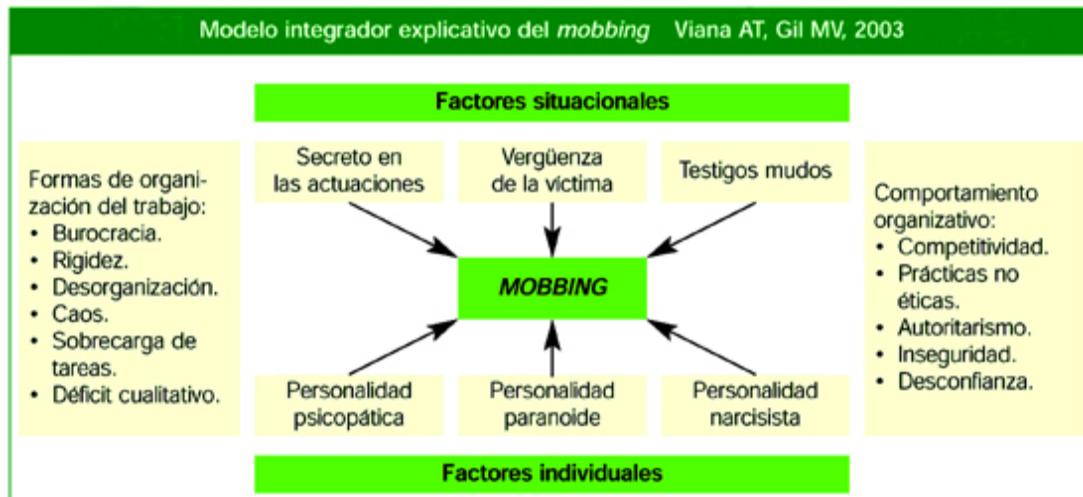 Modelo integrador explicativo del mobbing Viana AT, Gil MV, 2003
Factores situacionales
Formas de organi-
zación del trabajo:
• Burocracia.
• Rigidez.
• Desorganización.
• Caos.
• Sobrecarga de
tareas.
• Déficit cualitativo.
Secreto en
las actuaciones
Vergüenza
de la víctima
Testigos mudos
MOBBING
Personalidad
psicopática
Personalidad
paranoide
Personalidad
narcisista
Comportamiento
organizativo:
• Competitividad.
• Prácticas no
éticas.
• Autoritarismo.
• Inseguridad.
• Desconfianza.
Factores individuales